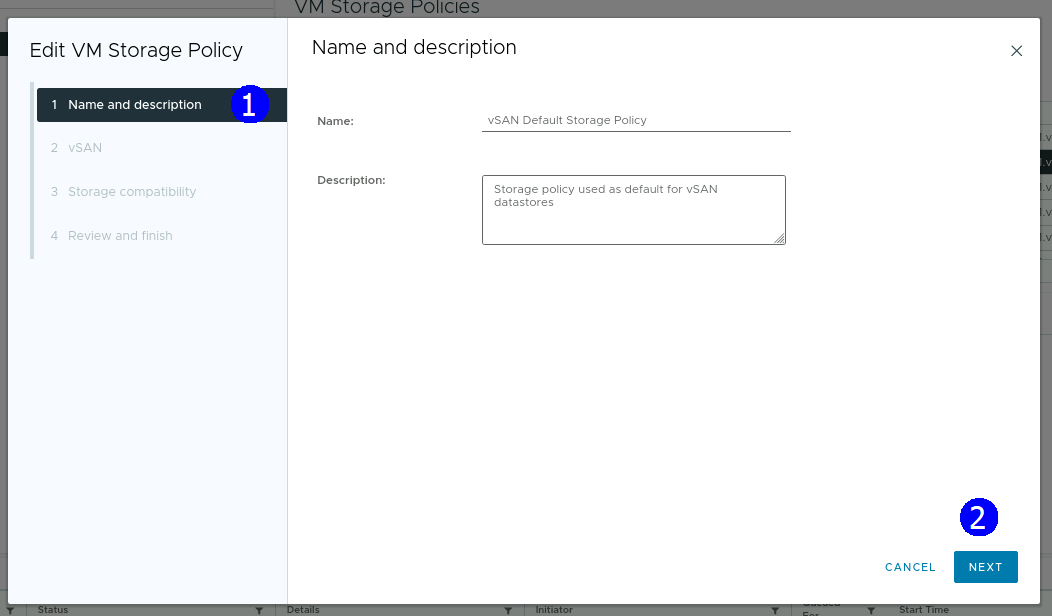 VM Storage Policies
Edit VM Storage Policy
1 Name and description
1
2 vSAN
3 Storage compatibility
4 Review and finish
Name and description
Name:
vSAN Default Storage Policy
Description:
Storage policy used as default for vSAN
datastores
2
CANCEL
NEXT
Status
Details
Initiator
For
Start Time